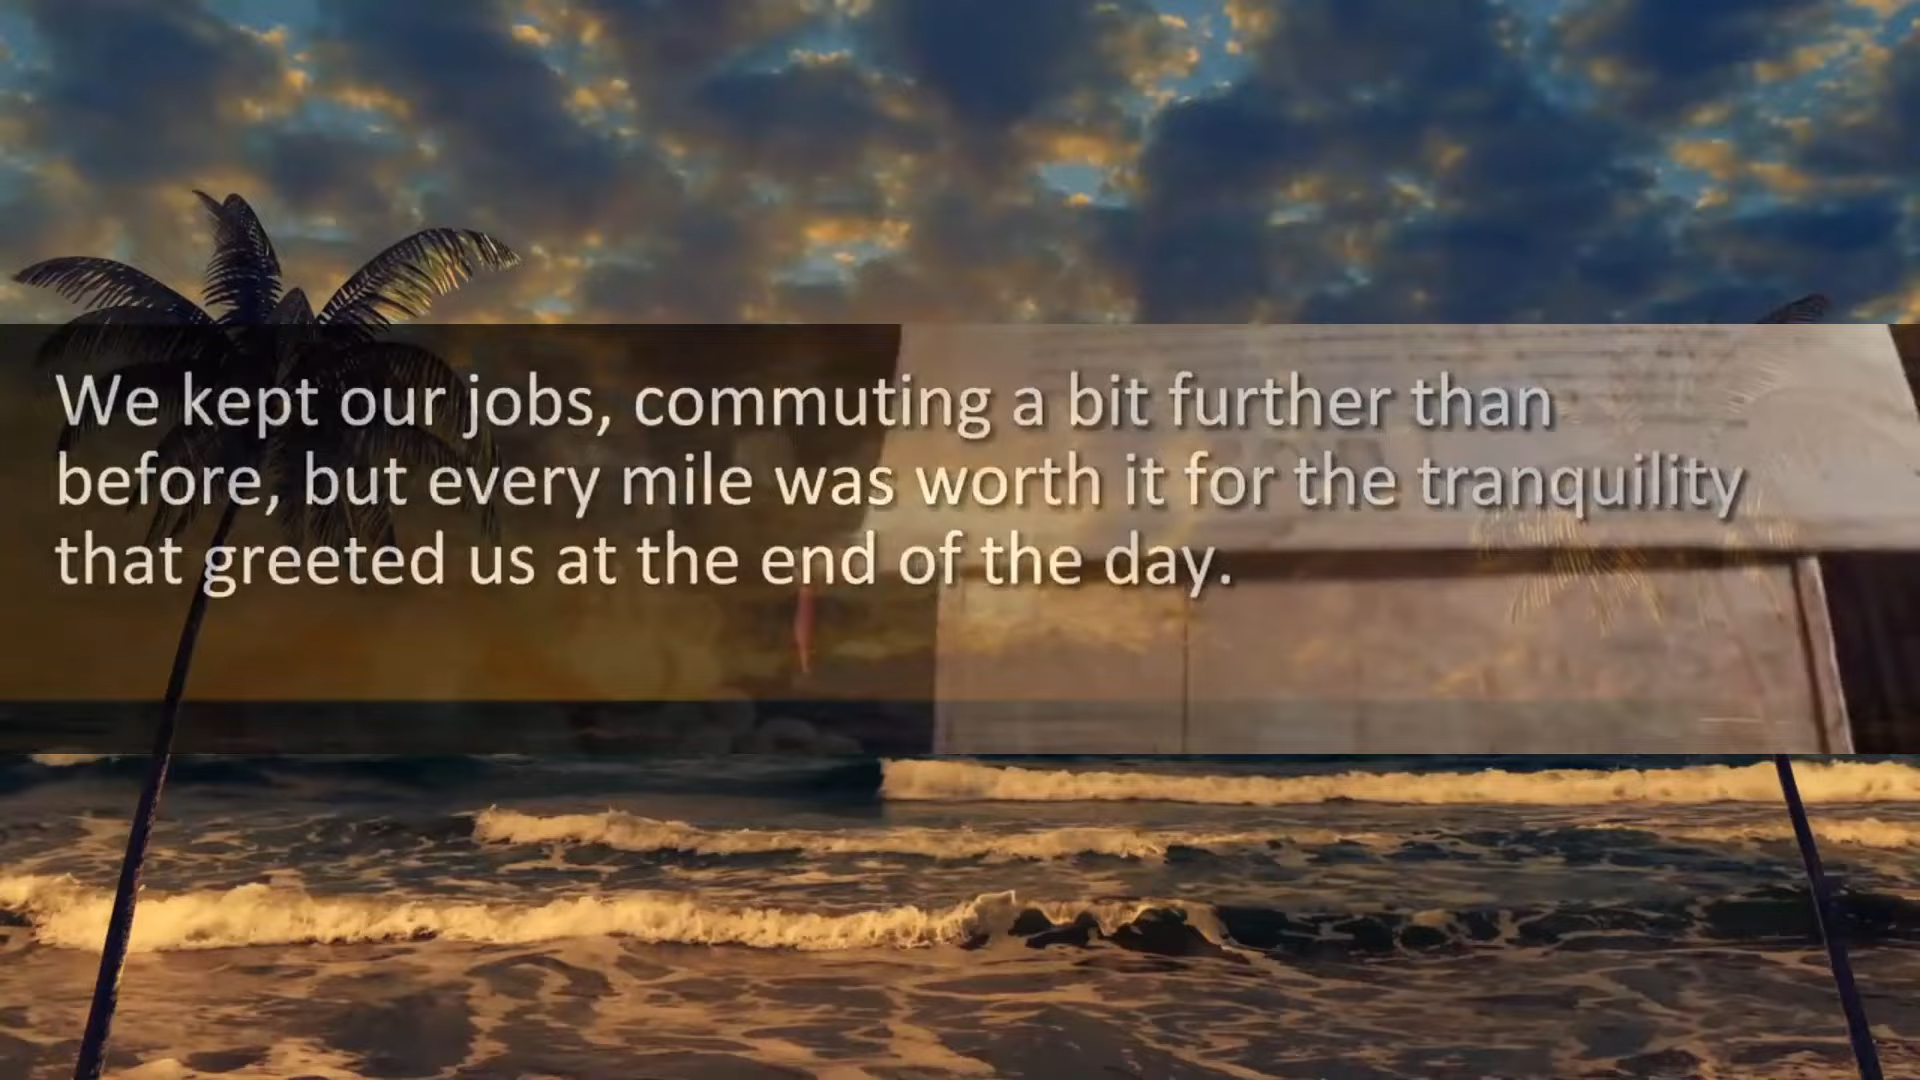 We kept our jobs, commuting a bit further than
before, but every mile was worth it for the tranquility
that greeted us at the end of the day.